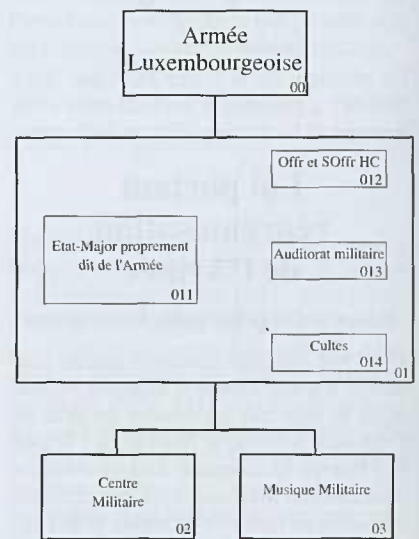 Armée
Luxembourgeoise
00
Offr et SOffr HC
012
Etat-Major proprement
dit de l'Armée
011
Auditorat militaire
013
Cultes
014
01
Centre
Militaire
02
Musique Militaire
03